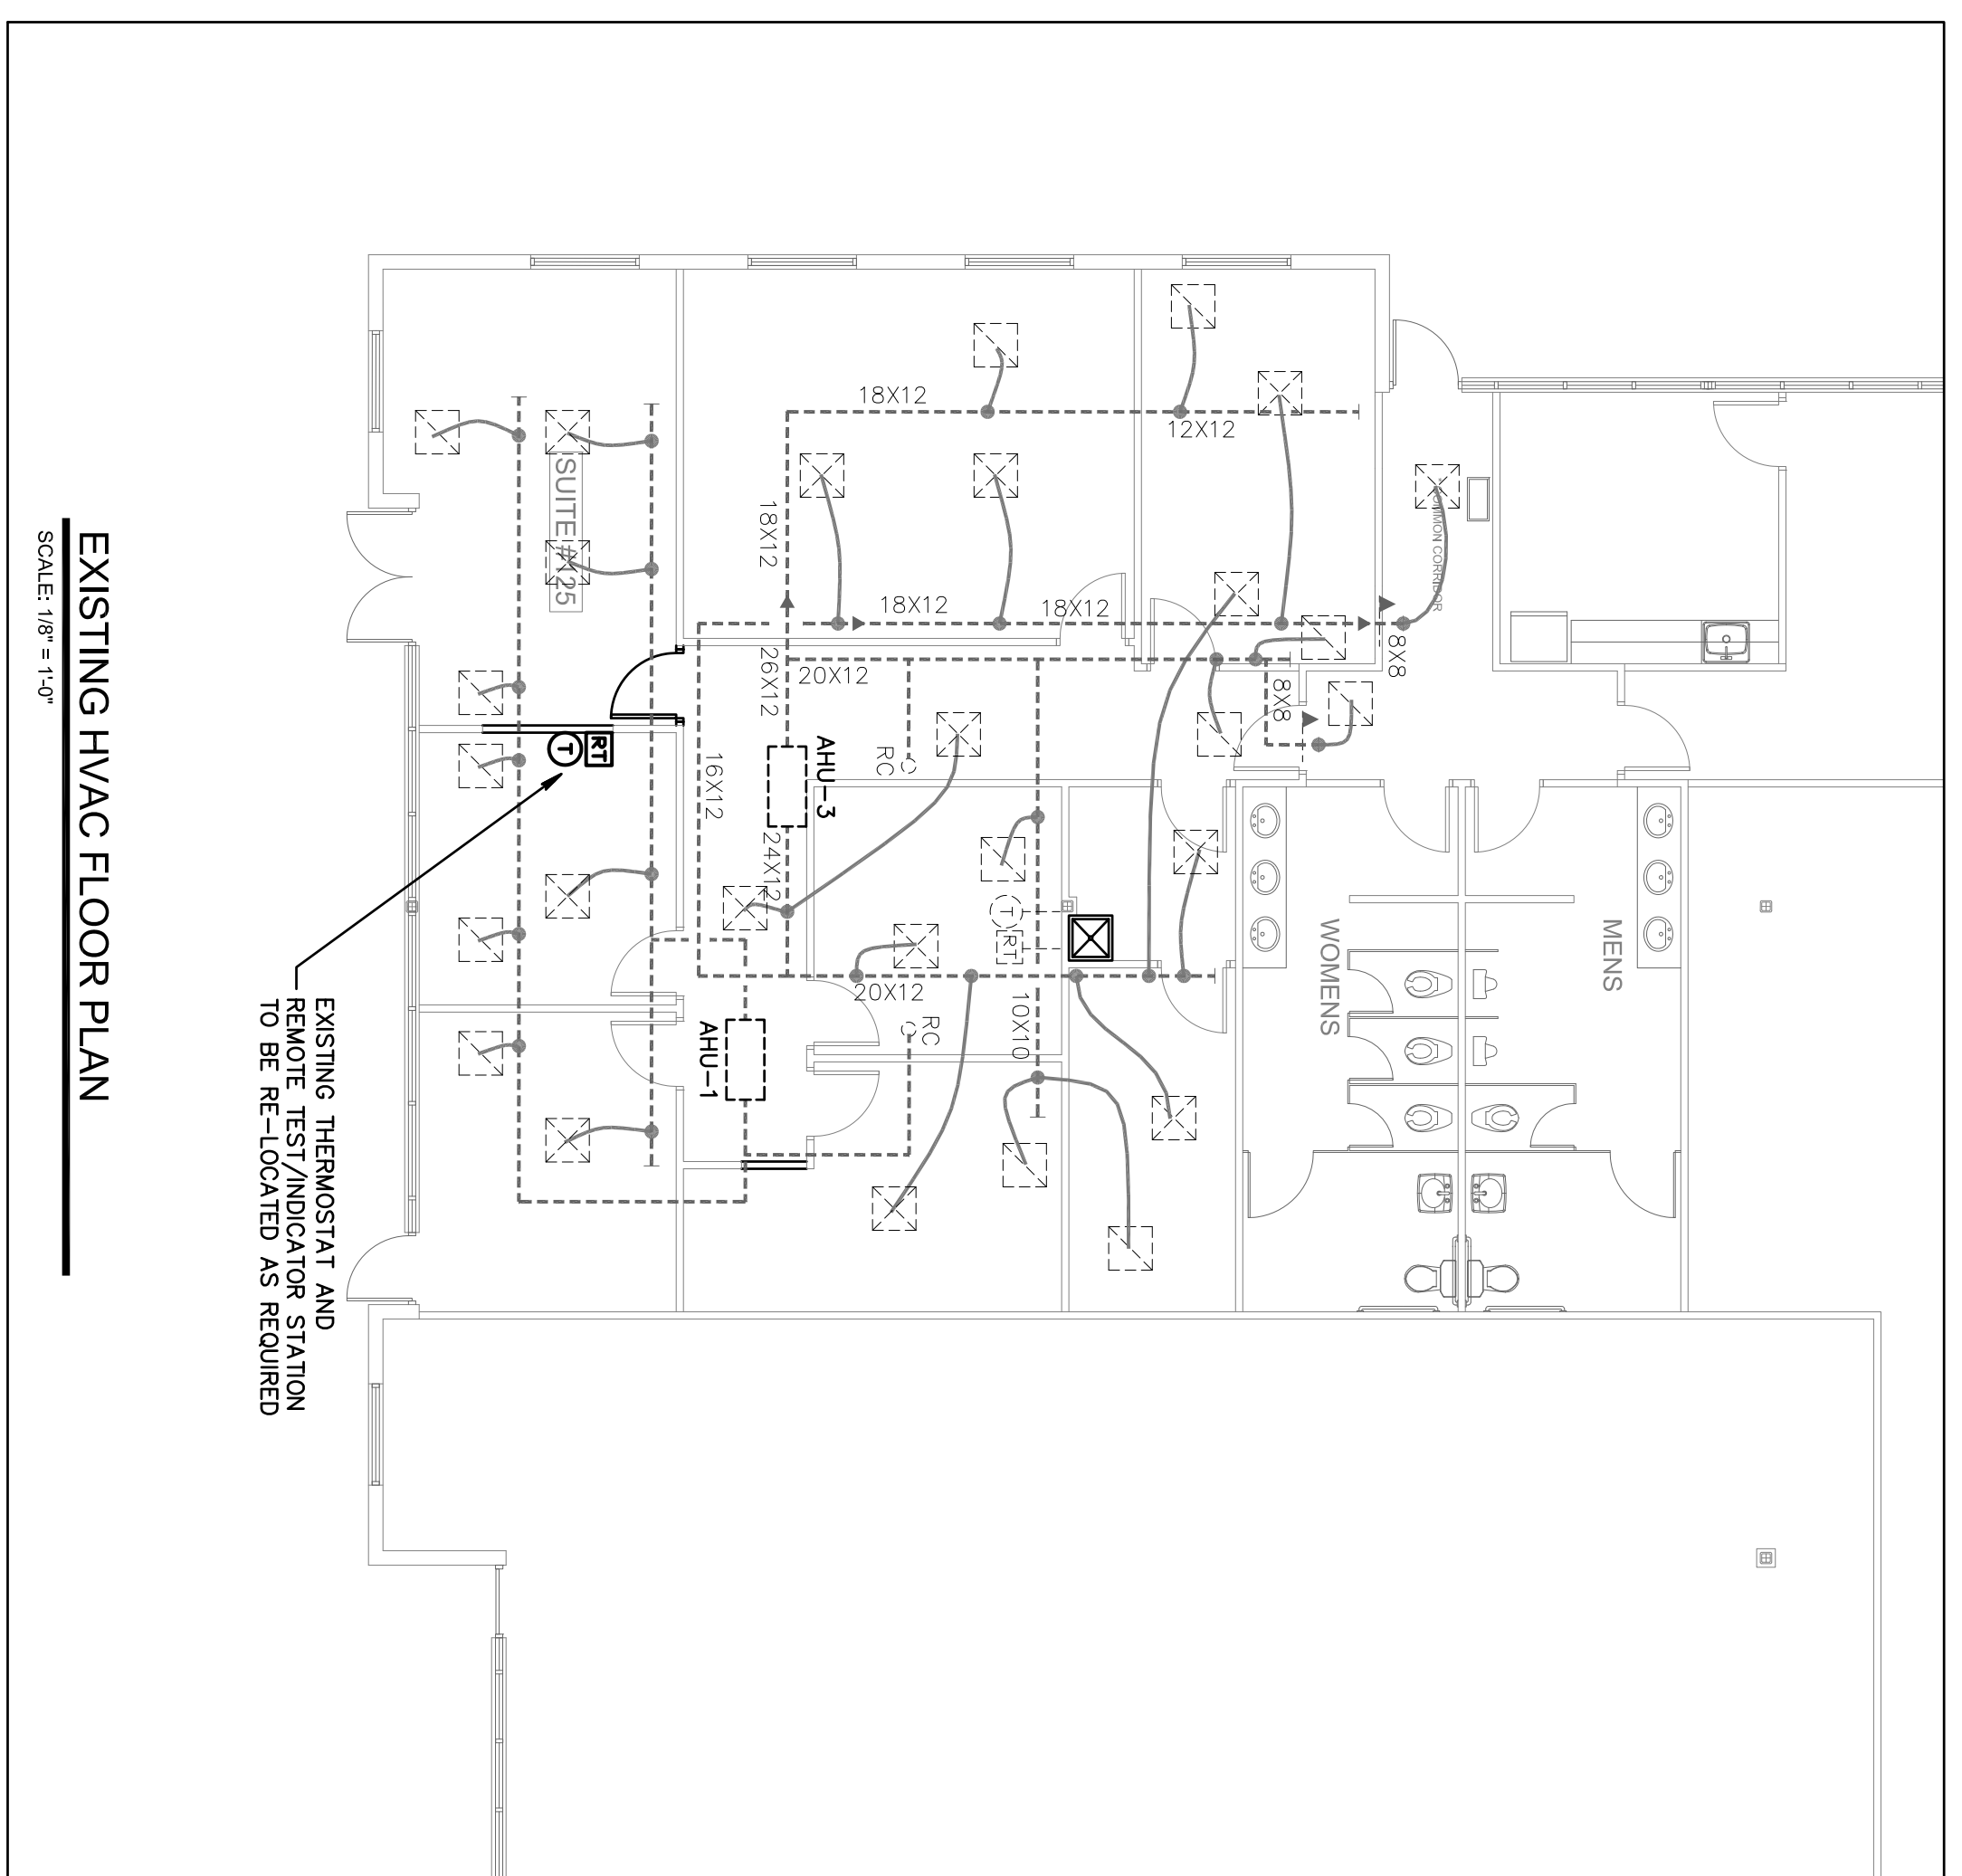 EXISTING HVAC FLOOR PLAN
SCALE: 1/8" = 1'-0"
EXISTING THERMOSTAT AND
REMOTE TEST/INDICATOR STATION
TO BE RE-LOCATED AS REQUIRED
SUITE #125
RT
T
18X12
12X12
18X12
18X12
18X12
8X8
COMMON CORRIDOR
26X12
20X12
8X8
16X12
AHU-3
RC
24X12
T
RT
20X12
10X10
RC
AHU-1
WOMENS
MENS